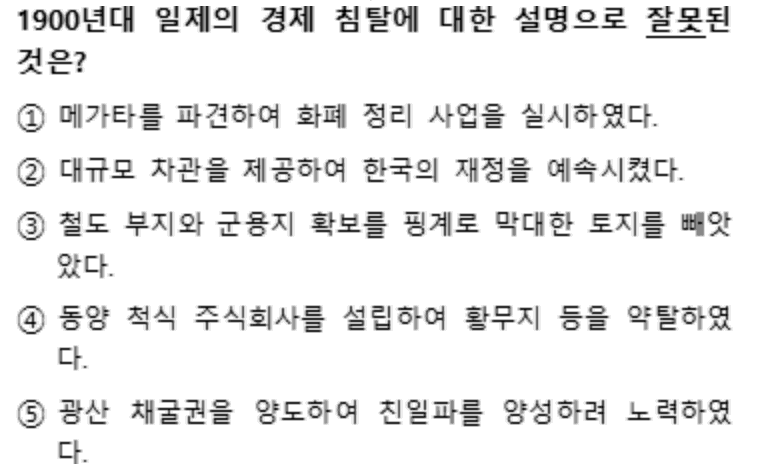 1900년대 일제의 경제 침탈에 대한 설명으로 잘못된
것은?
① 메가타를 파견하여 화폐 정리 사업을 실시하였다.
② 대규모 차관을 제공하여 한국의 재정을 예속시켰다.
③ 철도 부지와 군용지 확보를 핑계로 막대한 토지를 빼앗
았다.
④ 동양 척식 주식회사를 설립하여 황무지 등을 약탈하였
다.
⑤ 광산 채굴권을 양도하여 친일파를 양성하려 노력하였
다.